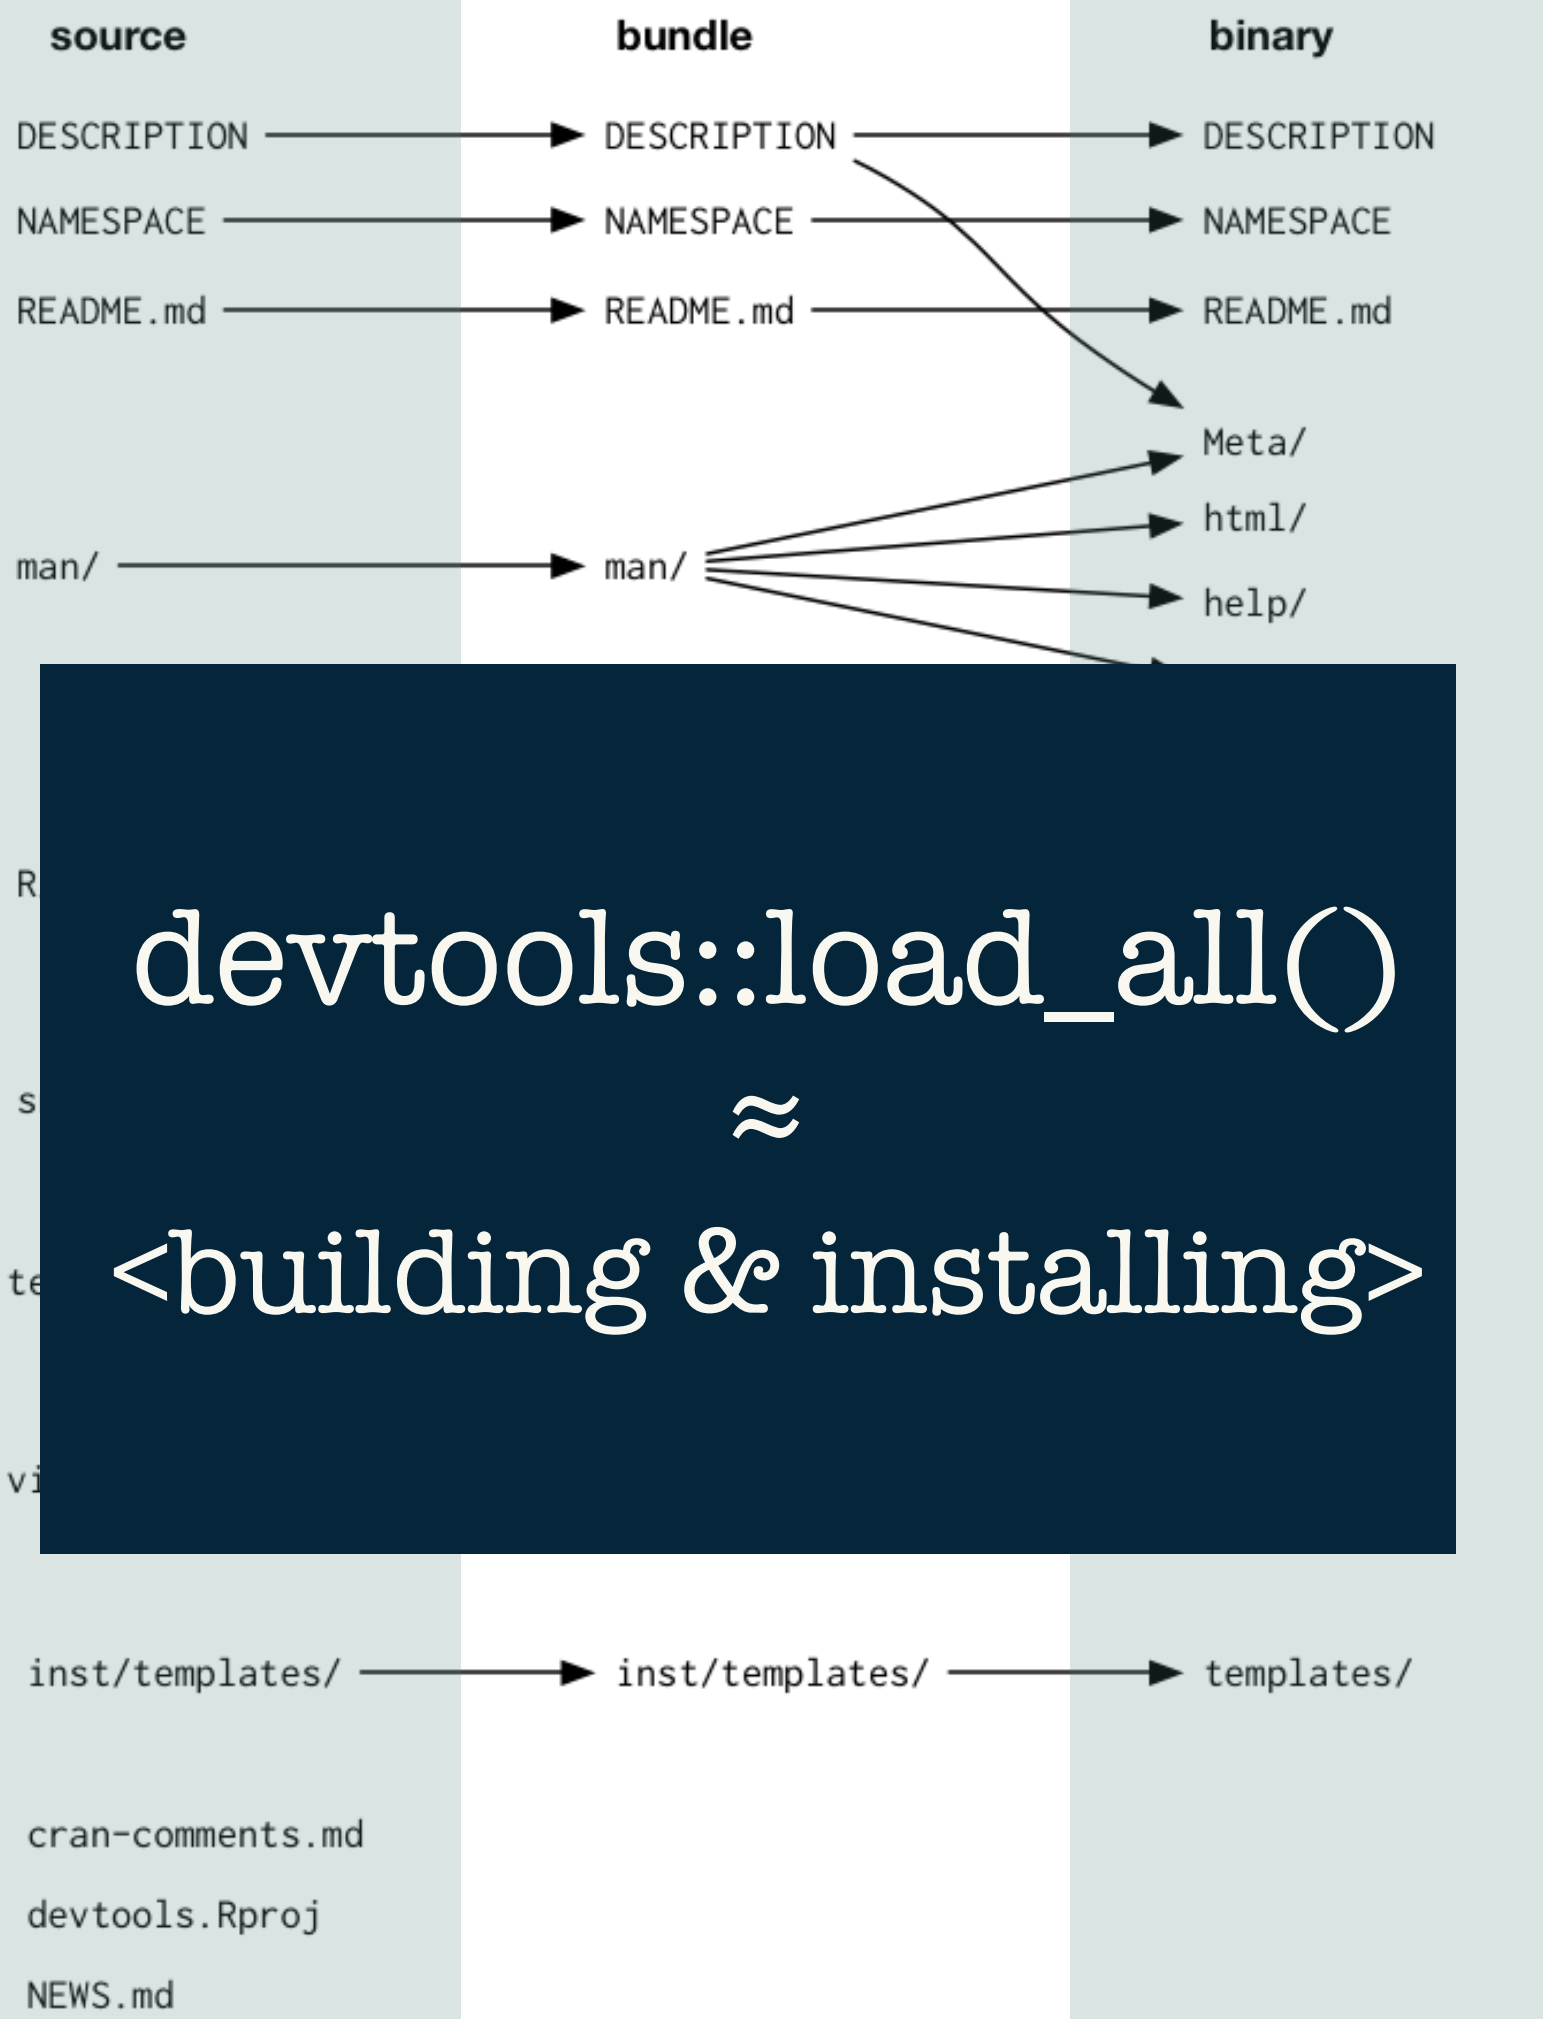 source bundle binary
DESCRIPTION DESCRIPTION DESCRIPTION
NAMESPACE NAMESPACE NAMESPACE
README.md README.md README.md
Meta/
html/
man/ man/
help/
devtools::load_all()
≈
<building & installing>
inst/templates/ inst/templates/ templates/
cran-comments.md
devtools.Rproj
NEWS.md